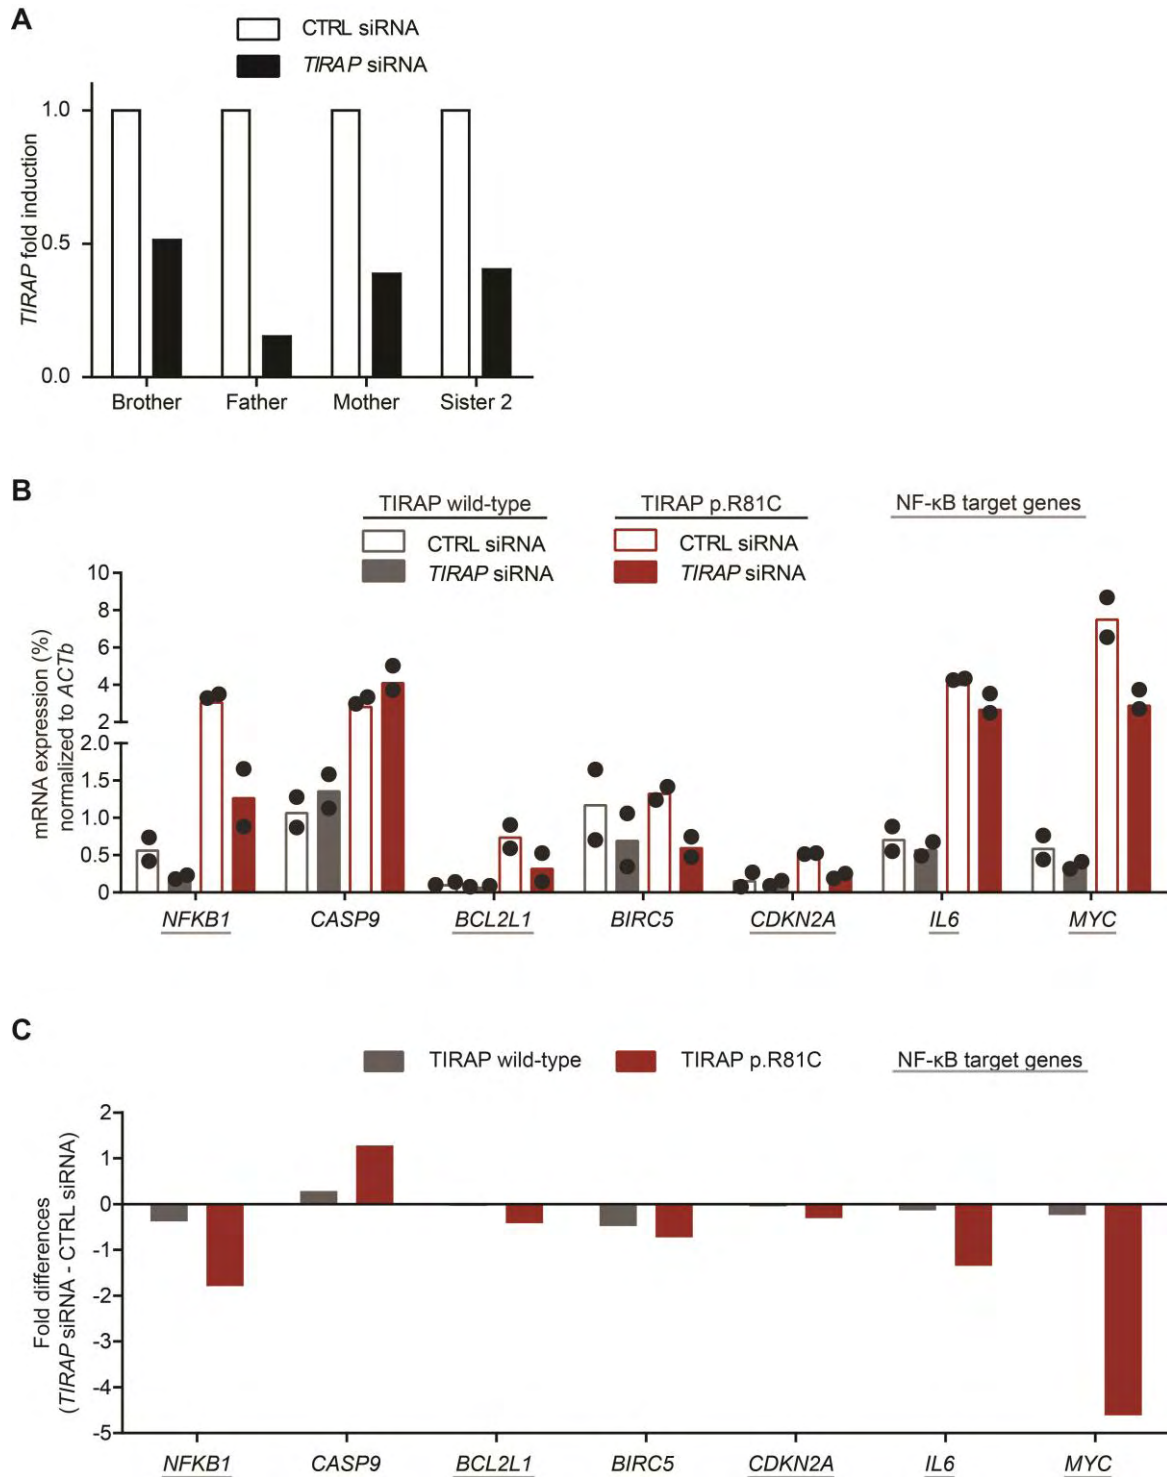 A
CTRL siRNA
TIRAP siRNA
TIRAP fold induction
1.0
0.5
0.0
Brother Father Mother Sister 2
B
TIRAP wild-type TIRAP p.R81C NF-κB target genes
CTRL siRNA CTRL siRNA
TIRAP siRNA TIRAP siRNA
mRNA expression (%)
normalized to ACTb
10
8
6
4
2
2.0
1.5
1.0
0.5
0
NFKB1 CASP9 BCL2L1 BIRC5 CDKN2A IL6 MYC
C
TIRAP wild-type TIRAP p.R81C NF-κB target genes
Fold differences
(TIRAP siRNA - CTRL siRNA)
2
1
0
-1
-2
-3
-4
-5
NFKB1 CASP9 BCL2L1 BIRC5 CDKN2A IL6 MYC